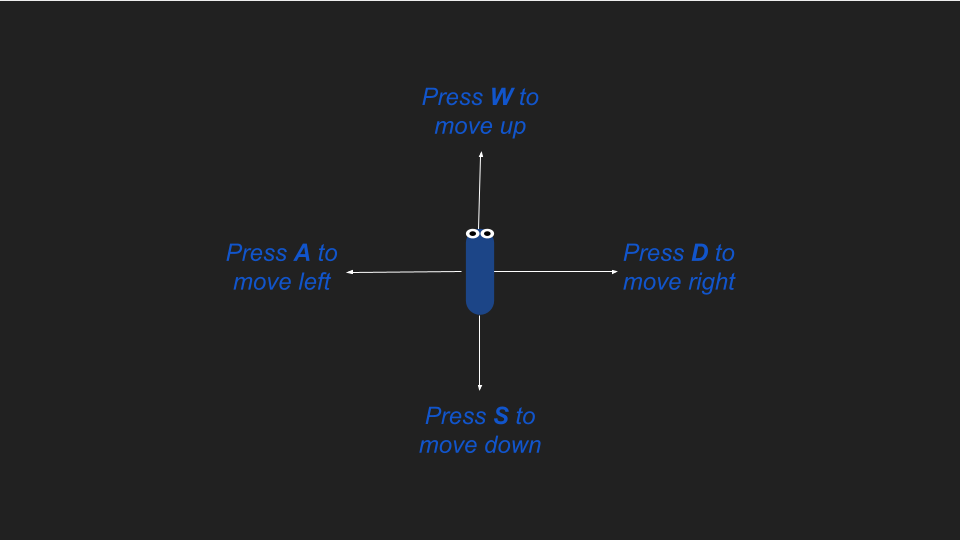 Press W to
move up
Press A to
move left
Press D to
move right
Press S to
move down